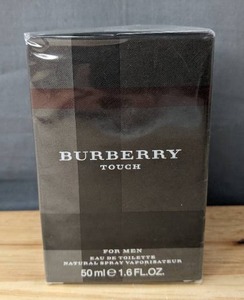 BURBERRY
TOUCH
FOR MEN
EAU DE TOILETTE
NATURAL SPRAY VAPORISATEUR
50 ml ℮ 1.6 FL.OZ.